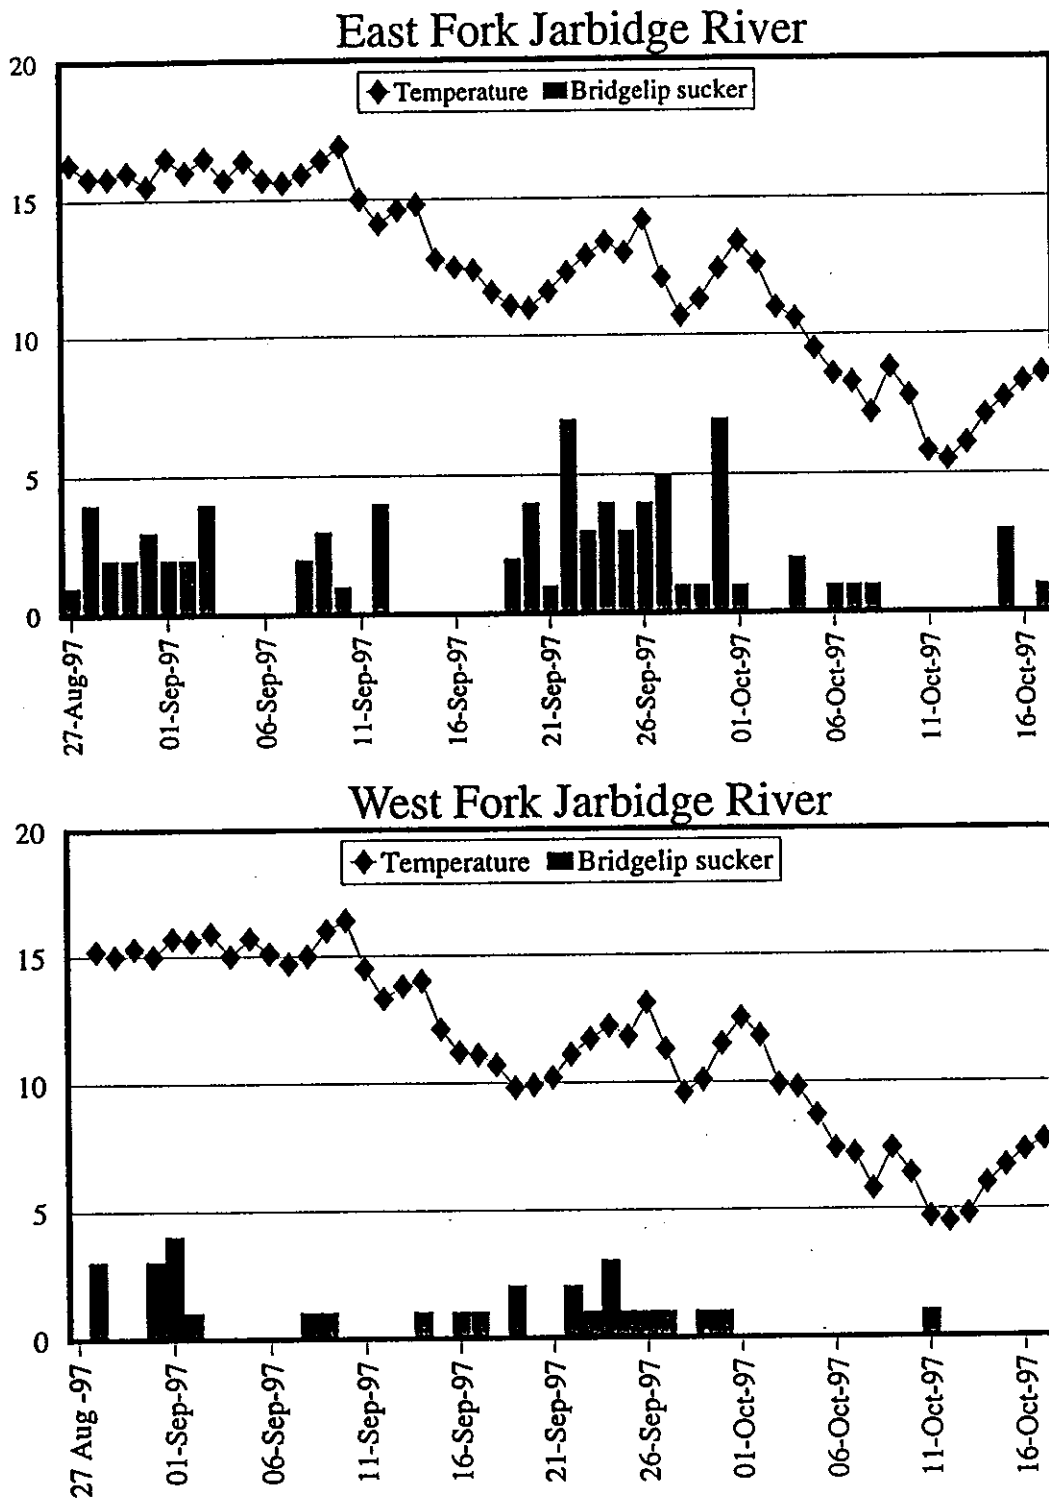 East Fork Jarbidge River
Temperature Bridgelip sucker
20
15
10
5
0
27-Aug-97
01-Sep-97
06-Sep-97
11-Sep-97
16-Sep-97
21-Sep-97
26-Sep-97
01-Oct-97
06-Oct-97
11-Oct-97
16-Oct-97
West Fork Jarbidge River
Temperature Bridgelip sucker
20
15
10
5
0
27 Aug -97
01-Sep-97
06-Sep-97
11-Sep-97
16-Sep-97
21-Sep-97
26-Sep-97
01-Oct-97
06-Oct-97
11-Oct-97
16-Oct-97